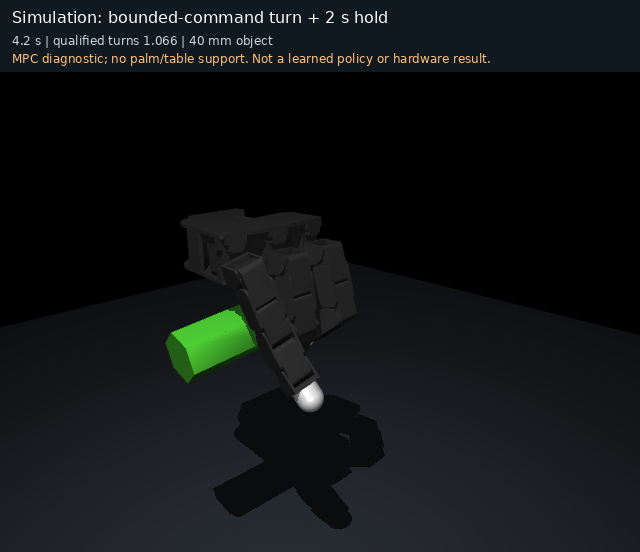 Simulation: bounded-command turn + 2 s hold
4.2 s | qualified turns 1.066 | 40 mm object
MPC diagnostic; no palm/table support. Not a learned policy or hardware result.